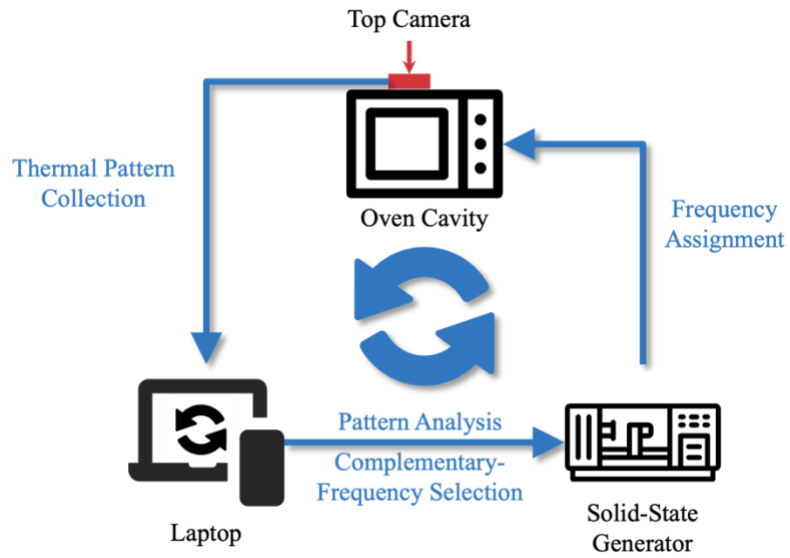 Top Camera
Thermal Pattern
Collection
Oven Cavity
Frequency
Assignment
Pattern Analysis
Complementary-
Frequency Selection
Laptop
Solid-State
Generator